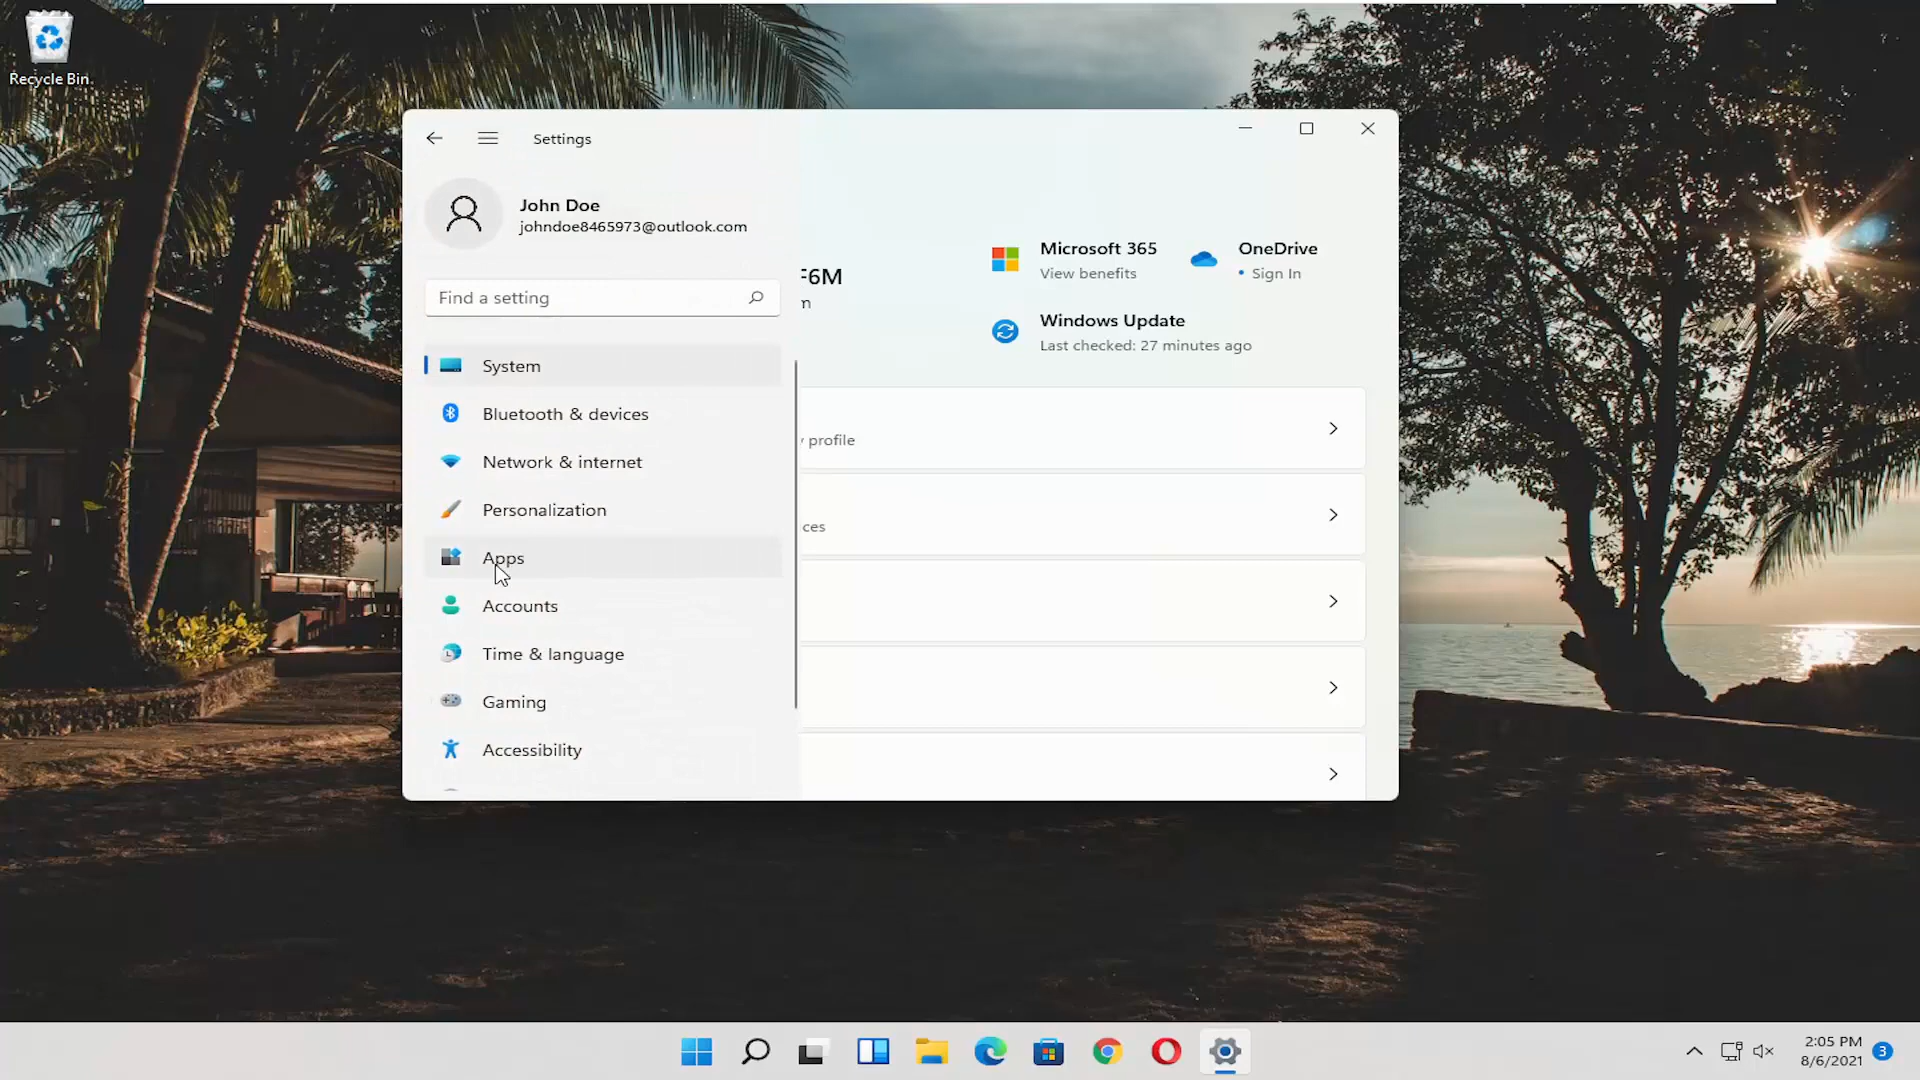 Recycle Bin
Settings
John Doe
johndoe8465973@outlook.com
Find a setting
System
Bluetooth & devices
Network & internet
Personalization
Apps
Accounts
Time & language
Gaming
Accessibility
F6M
Microsoft 365
View benefits
OneDrive
• Sign In
Windows Update
Last checked: 27 minutes ago
profile
2:05 PM
8/6/2021
3